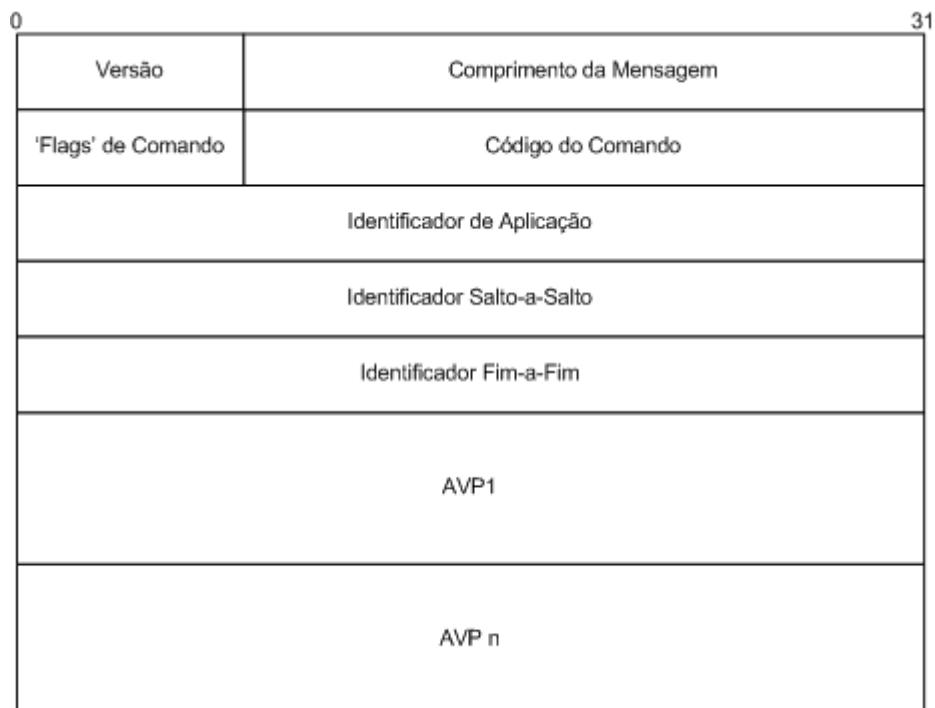 0 31
Versão Comprimento da Mensagem
'Flags' de Comando Código do Comando
Identificador de Aplicação
Identificador Salto-a-Salto
Identificador Fim-a-Fim
AVP1
AVP n